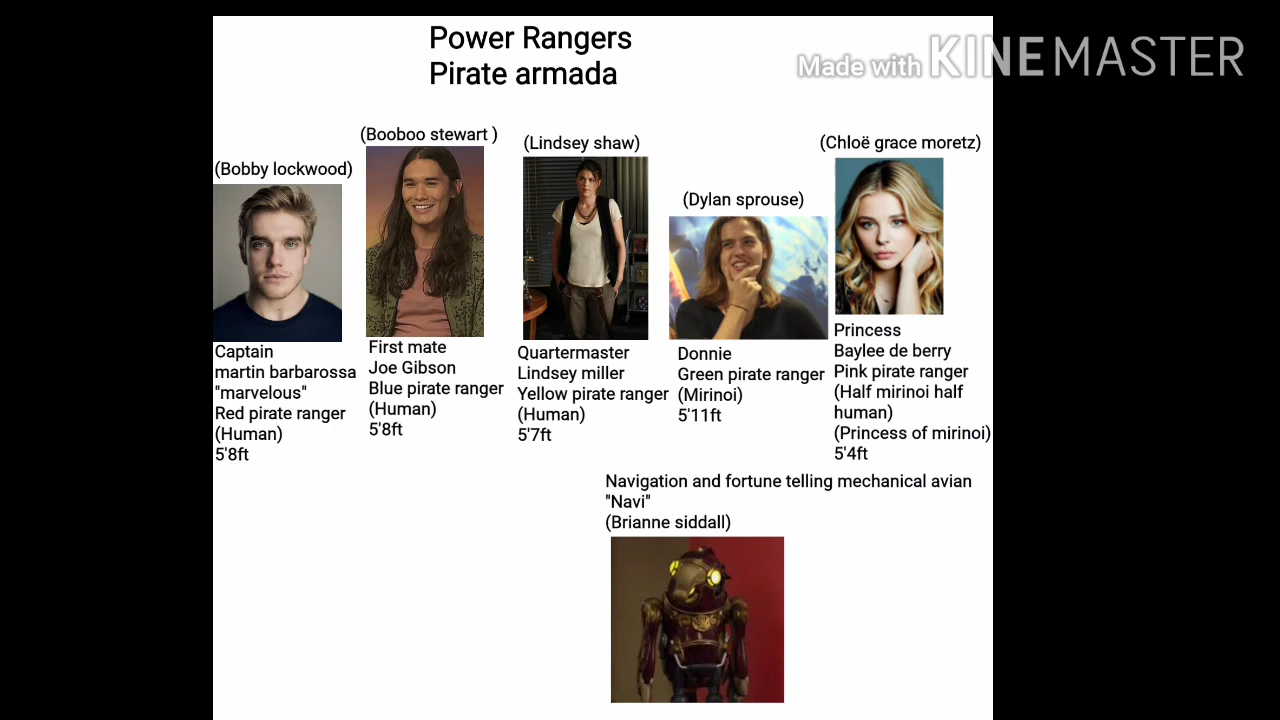 Power Rangers
Pirate armada
Made with KINEMASTER
(Bobby lockwood)
(Booboo stewart )
(Lindsey shaw)
(Dylan sprouse)
(Chloë grace moretz)
Captain
martin barbarossa
"marvelous"
Red pirate ranger
(Human)
5'8ft
First mate
Joe Gibson
Blue pirate ranger
(Human)
5'8ft
Quartermaster
Lindsey miller
Yellow pirate ranger
(Human)
5'7ft
Donnie
Green pirate ranger
(Mirinoi)
5'11ft
Princess
Baylee de berry
Pink pirate ranger
(Half mirinoi half
human)
(Princess of mirinoi)
5'4ft
Navigation and fortune telling mechanical avian
"Navi"
(Brianne siddall)